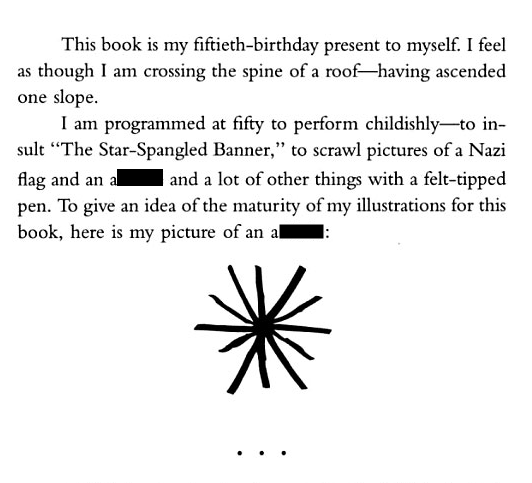 This book is my fiftieth-birthday present to myself. I feel
as though I am crossing the spine of a roof—having ascended
one slope.
I am programmed at fifty to perform childishly—to in-
sult “The Star-Spangled Banner,” to scrawl pictures of a Nazi
flag and an a and a lot of other things with a felt-tipped
pen. To give an idea of the maturity of my illustrations for this
book, here is my picture of an a :
. . .